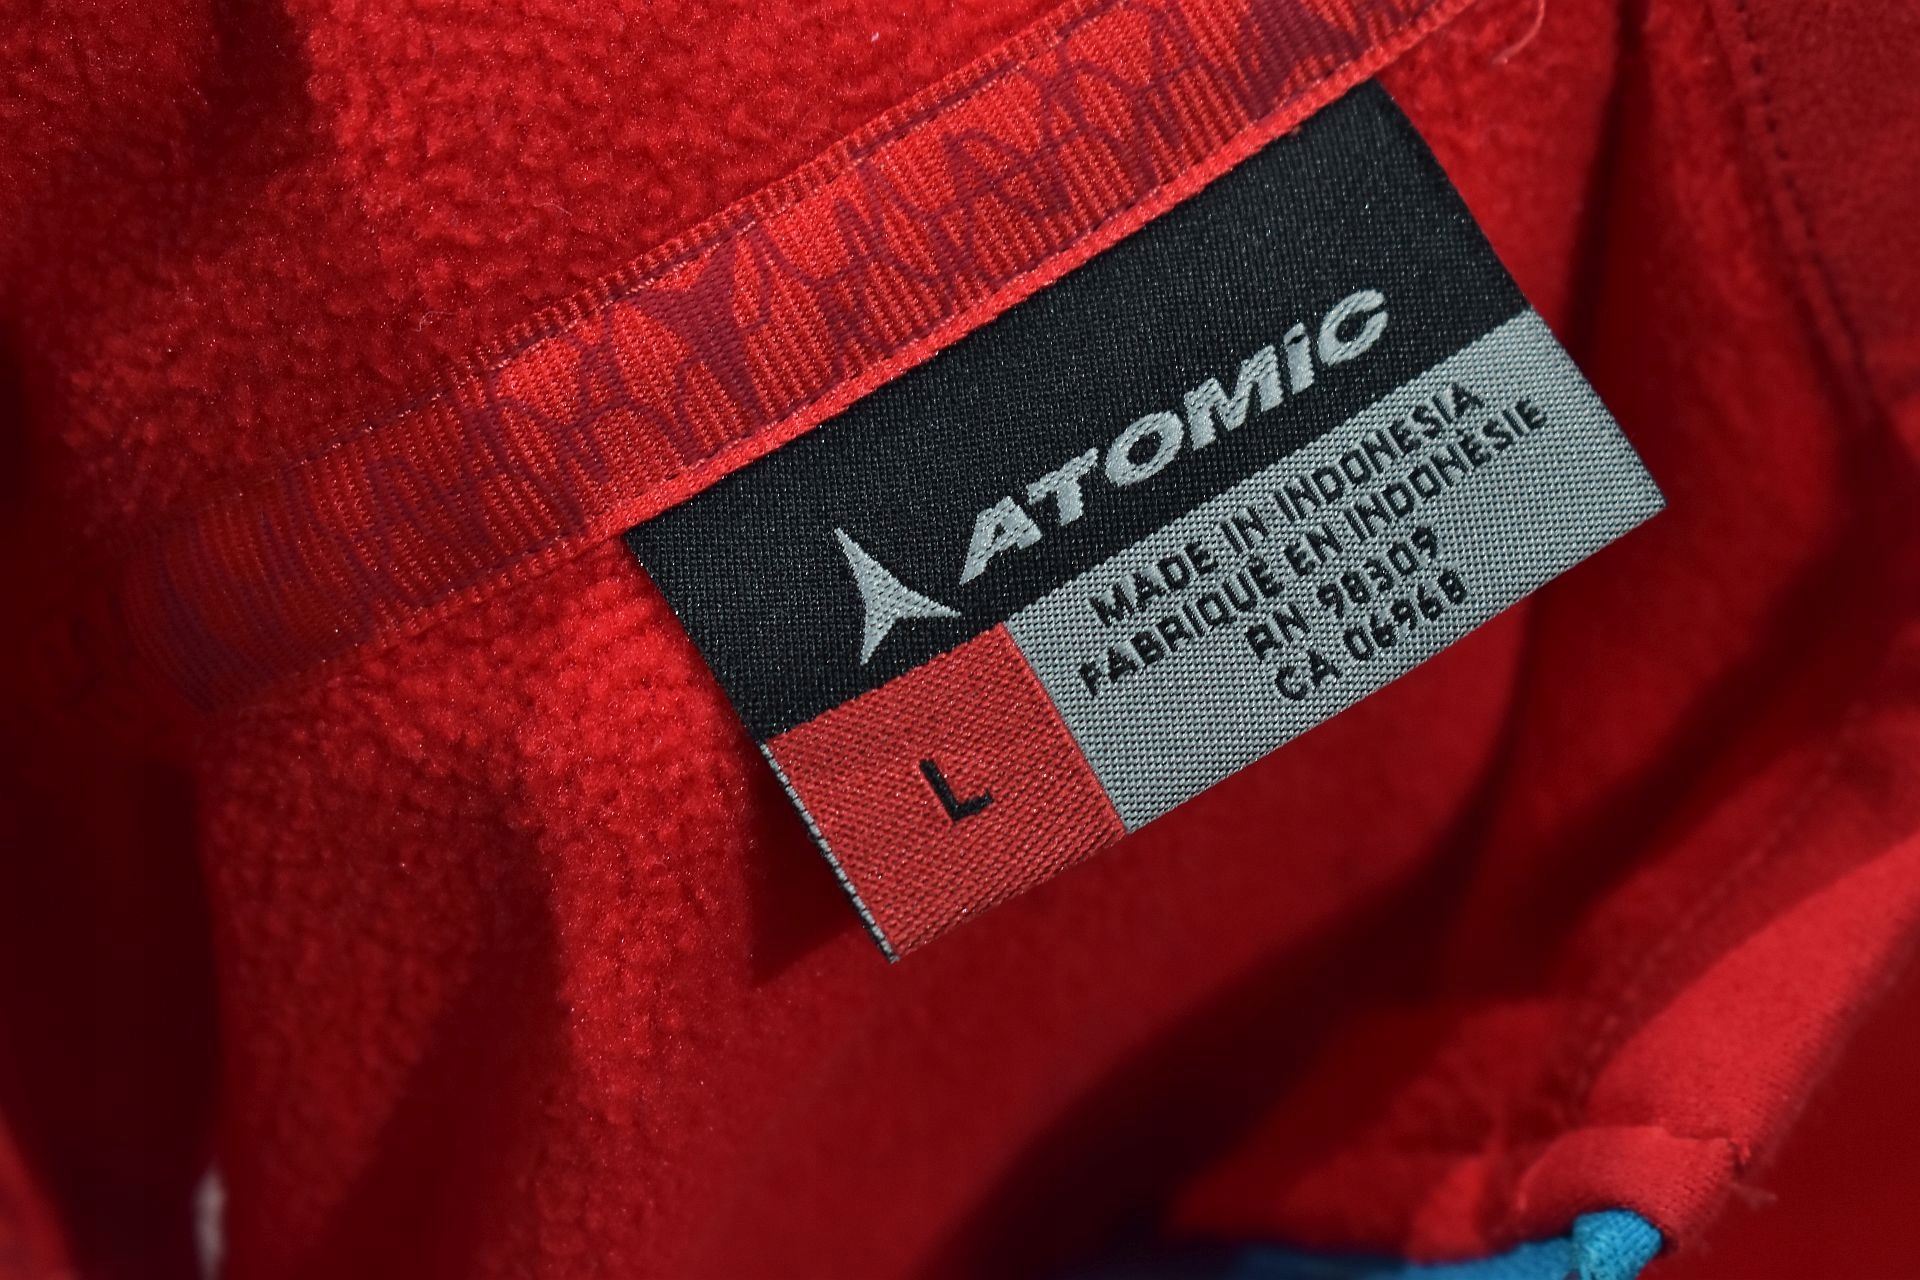 ATOMiC
MADE IN INDONESIA
FABRIQUÉ EN INDONÉSIE
RN 98309
CA 06968
L